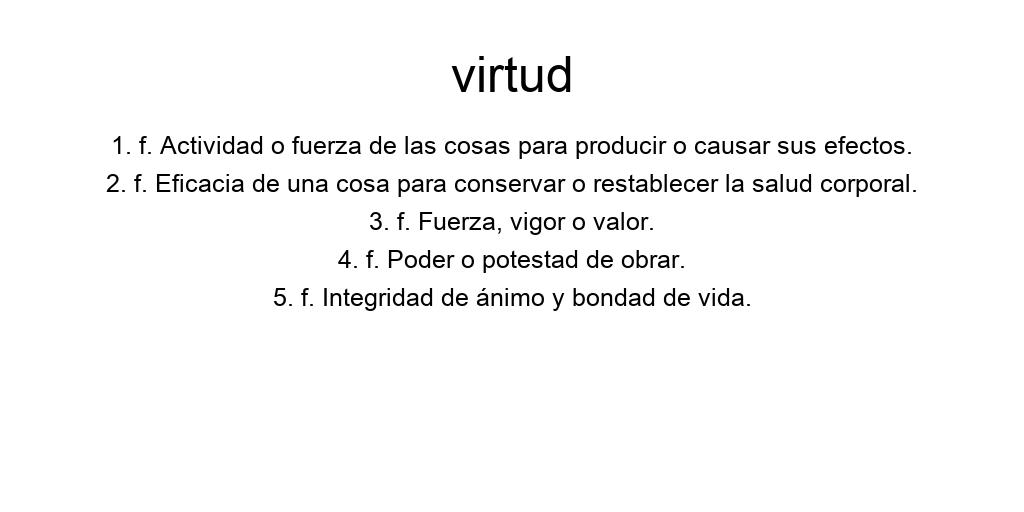 virtud
1. f. Actividad o fuerza de las cosas para producir o causar sus efectos.
2. f. Eficacia de una cosa para conservar o restablecer la salud corporal.
3. f. Fuerza, vigor o valor.
4. f. Poder o potestad de obrar.
5. f. Integridad de ánimo y bondad de vida.